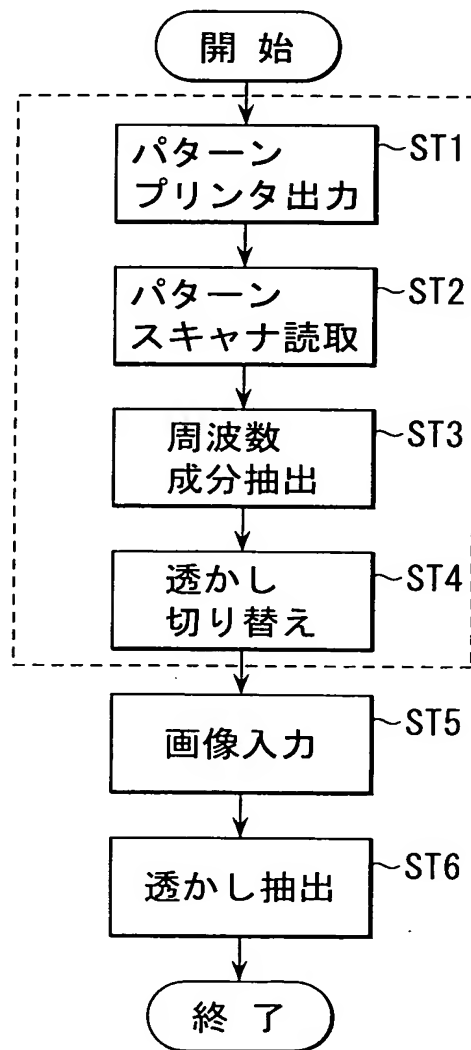 開始
パターン
プリンタ出力
~ST1
パターン
スキャナ読取
~ST2
周波数
成分抽出
~ST3
透かし
切り替え
~ST4
画像入力
~ST5
透かし抽出
~ST6
終了